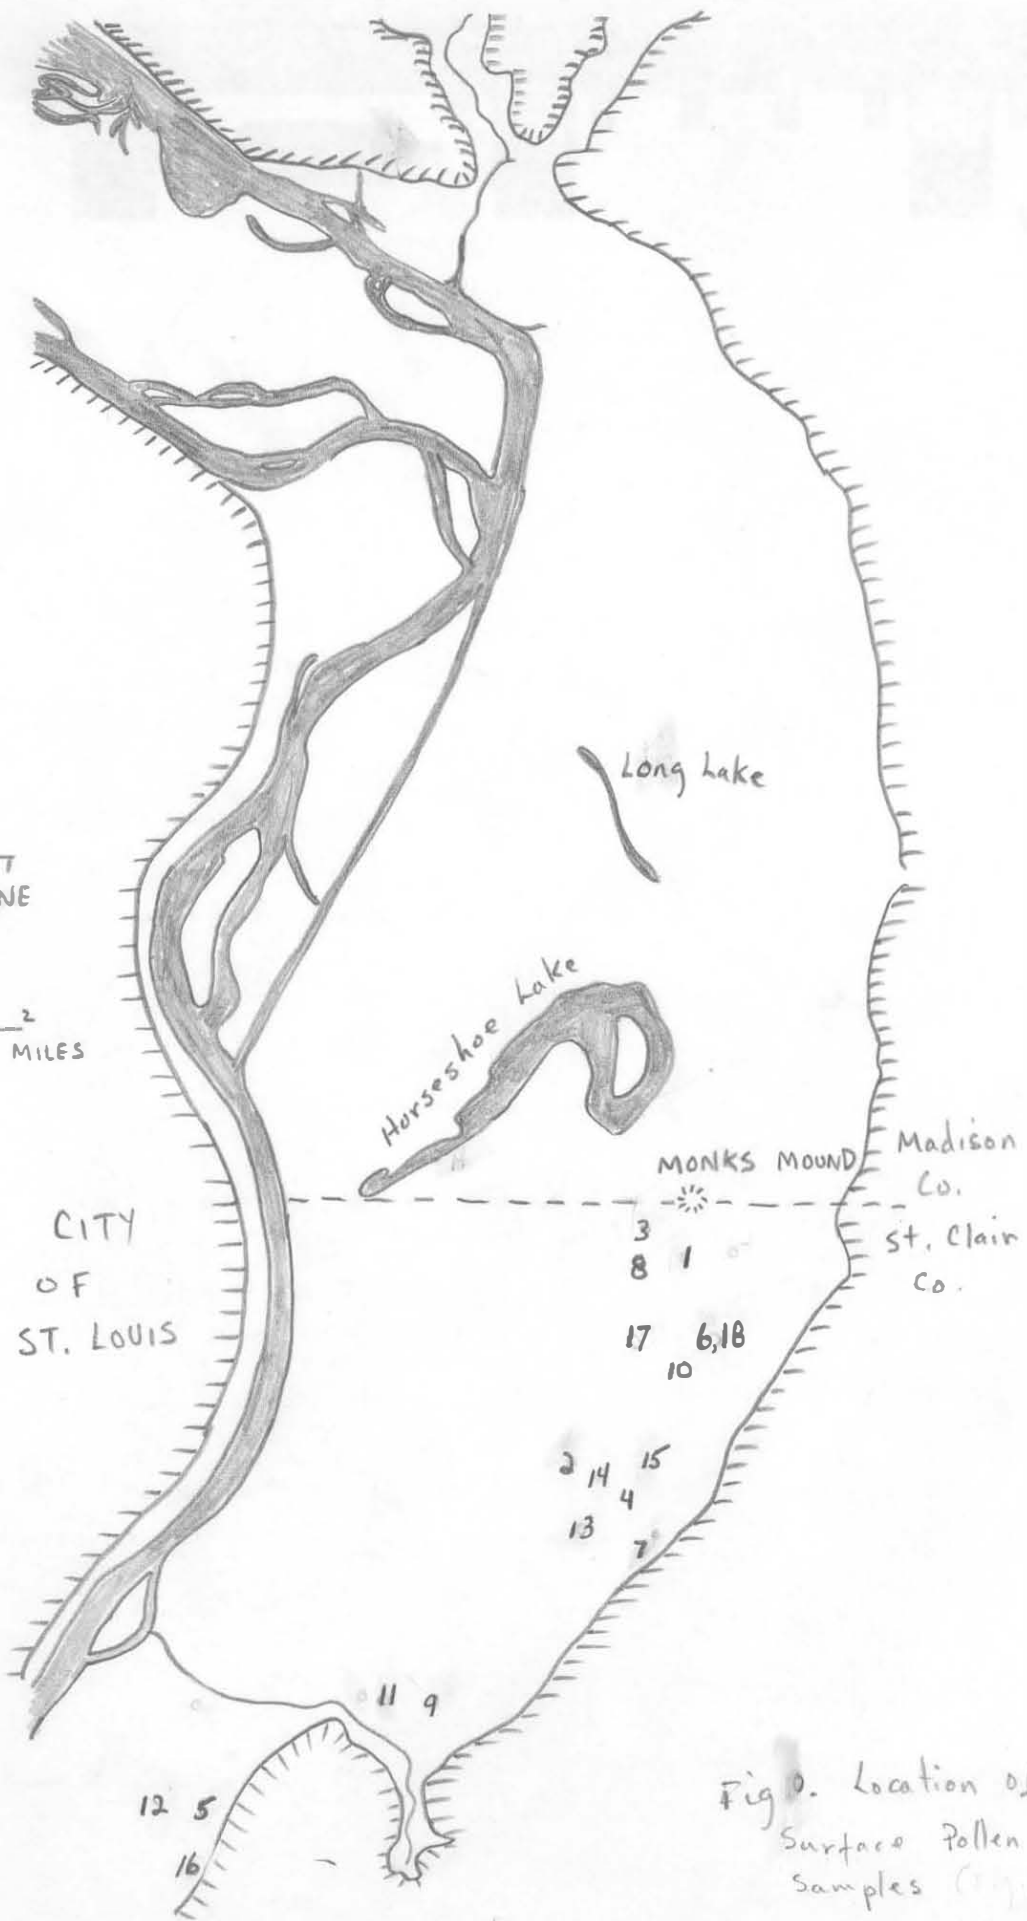 Long Lake
Horseshoe Lake
2
MILES
MONKS MOUND
Madison
Co.
St. Clair
Co.
CITY
OF
ST. LOUIS
3
8 1
17 6,18
10
2 14 15
4
13
7
11 9
12 5
16
Fig
Location
Surface Pollen
Samples